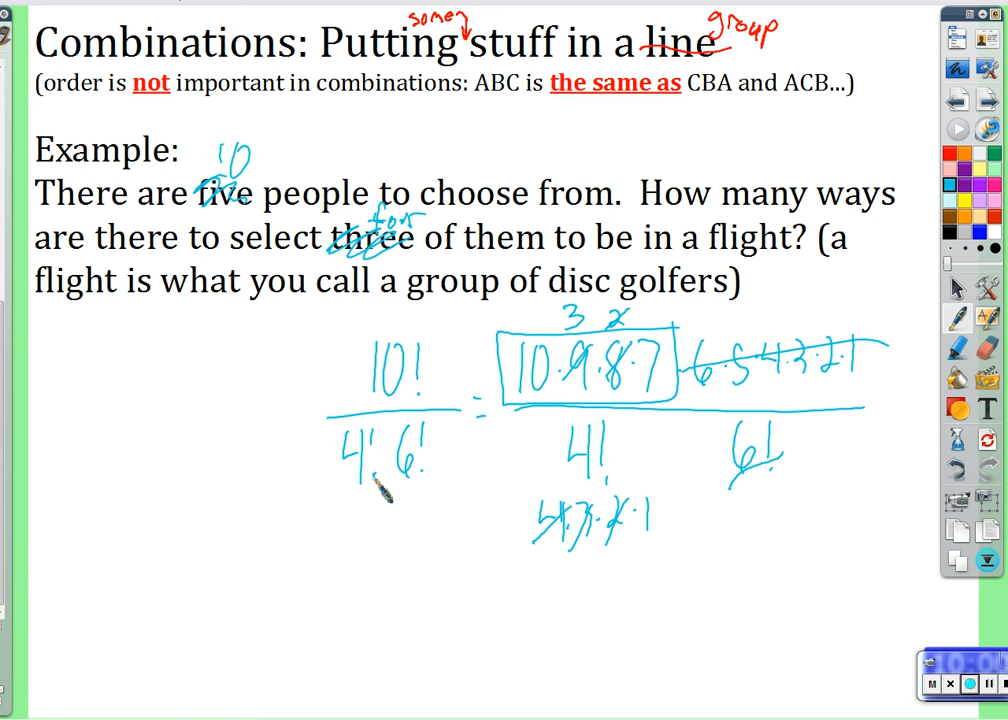 some group
Combinations: Putting stuff in a line
(order is not important in combinations: ABC is the same as CBA and ACB...)
Example:
10
There are five people to choose from. How many ways
for
are there to select three of them to be in a flight? (a
flight is what you call a group of disc golfers)
3 2
10! = 10·9·8·7 · 6·5·4·3·2·1
4! · 6! 4! 6!
4·3·2·1
T
M